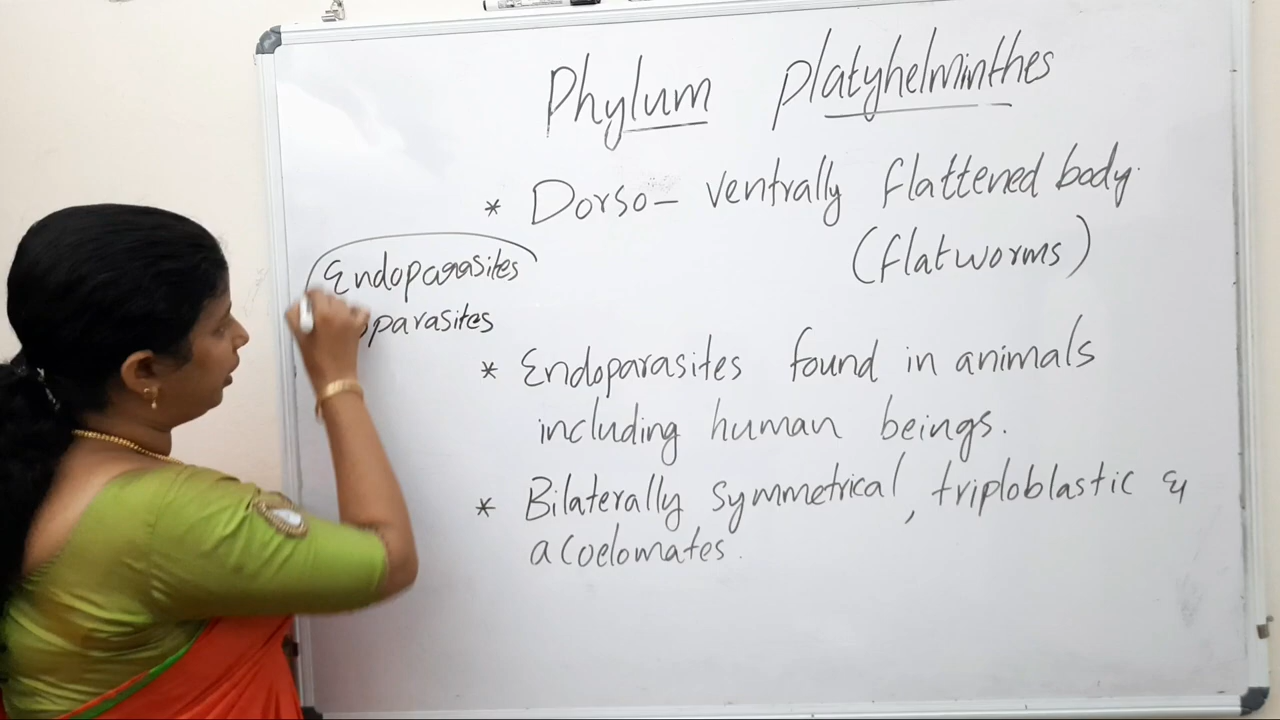 Phylum Platyhelminthes
* Dorso- ventrally flattened body.
(flatworms)
Endoparasites
parasites
* Endoparasites found in animals
including human beings.
* Bilaterally symmetrical, triploblastic &
acoelomates.